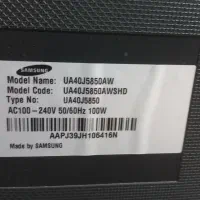 SAMSUNG
Model Name: UA40J5850AW
Model Code: UA40J5850AWSHD
Type No: UA40J5850
AC100~240V 50/60Hz 100W
AAPJ39JH106416N
Made by SAMSUNG